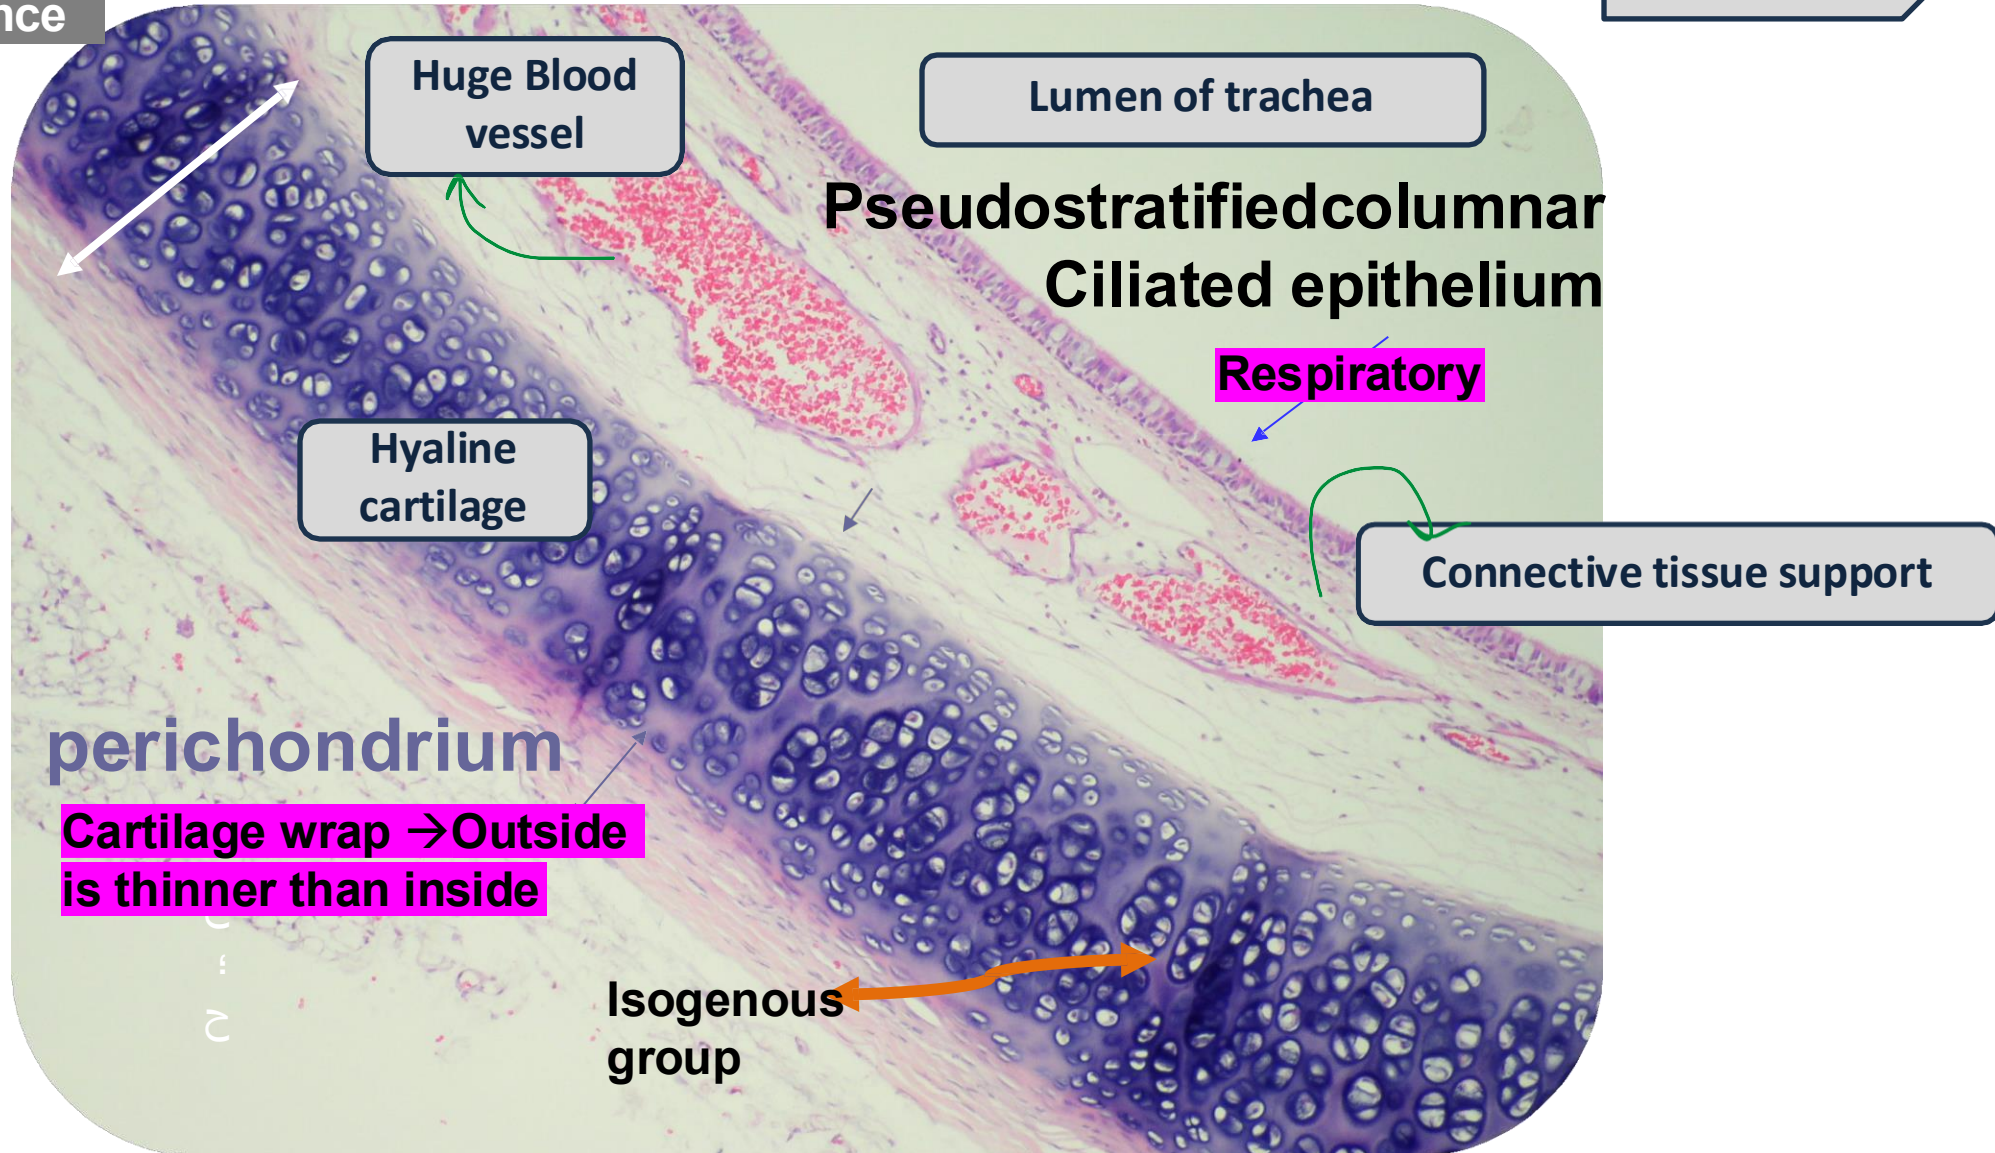 nce
Huge Blood
vessel
Lumen of trachea
Pseudostratifiedcolumnar
Ciliated epithelium
Respiratory
Hyaline
cartilage
Connective tissue support
perichondrium
Cartilage wrap →Outside
is thinner than inside
Isogenous
group